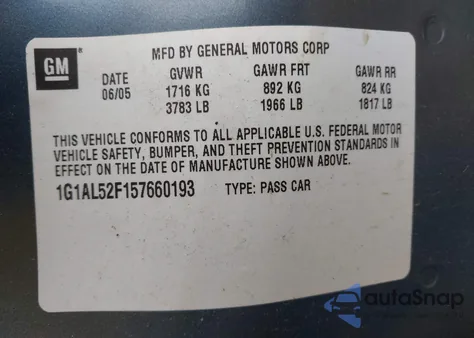 GM
MFD BY GENERAL MOTORS CORP
DATE GVWR GAWR FRT GAWR RR
06/05 1716 KG 892 KG 824 KG
3783 LB 1966 LB 1817 LB
THIS VEHICLE CONFORMS TO ALL APPLICABLE U.S. FEDERAL MOTOR
VEHICLE SAFETY, BUMPER, AND THEFT PREVENTION STANDARDS IN
EFFECT ON THE DATE OF MANUFACTURE SHOWN ABOVE.
1G1AL52F157660193 TYPE: PASS CAR
autoSnap